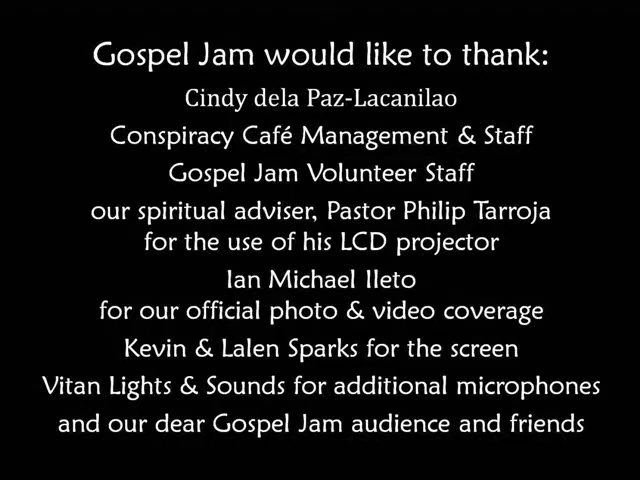 Gospel Jam would like to thank:
Cindy dela Paz-Lacanilao
Conspiracy Café Management & Staff
Gospel Jam Volunteer Staff
our spiritual adviser, Pastor Philip Tarroja
for the use of his LCD projector
Ian Michael Ileto
for our official photo & video coverage
Kevin & Lalen Sparks for the screen
Vitan Lights & Sounds for additional microphones
and our dear Gospel Jam audience and friends